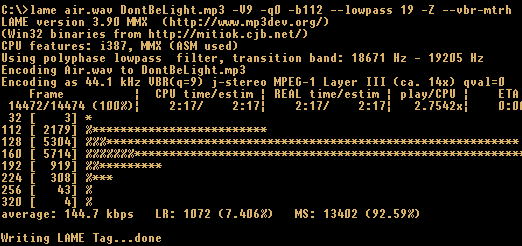 C:\>lame air.wav DontBeLight.mp3 -V9 -q0 -b112 --lowpass 19 -Z --vbr-mtrh
LAME version 3.90 MMX  (http://www.mp3dev.org/)
(Win32 binaries from http://mitiok.cjb.net/)
CPU features: i387, MMX (ASM used)
Using polyphase lowpass  filter, transition band: 18671 Hz - 19205 Hz
Encoding Air.wav to DontBeLight.mp3
Encoding as 44.1 kHz VBR(q=9) j-stereo MPEG-1 Layer III (ca. 14x) qval=0
    Frame          |  CPU time/estim | REAL time/estim | play/CPU |    ETA
 14472/14474 (100%)|    2:17/    2:17|    2:17/    2:17|   2.7542x|    0:00
 32 [    3] *
112 [ 2179] %*************************
128 [ 5304] %%%***********************************************************
160 [ 5714] %%%%%%%***********************************************************
192 [  919] %%*********
224 [  308] %***
256 [   43] %
320 [    4] %
average: 144.7 kbps   LR: 1072 (7.406%)   MS: 13402 (92.59%)
Writing LAME Tag...done